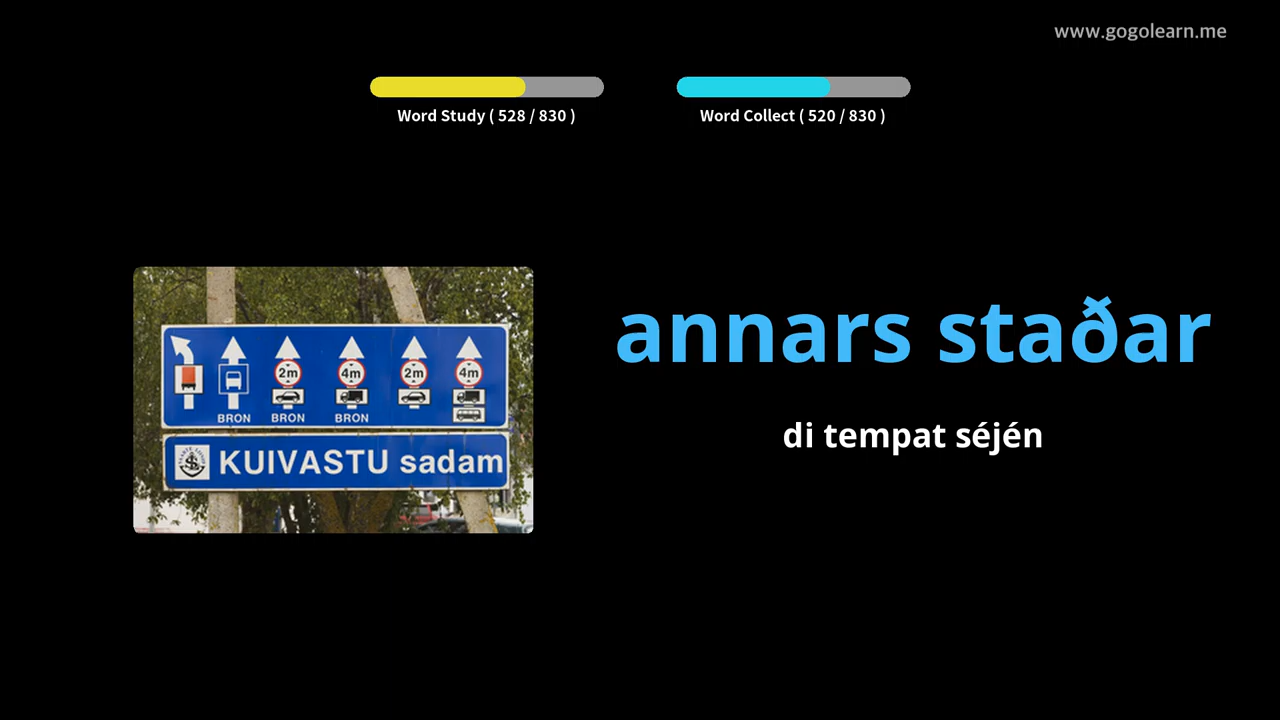 www.gogolearn.me
Word Study ( 528 / 830 )
Word Collect ( 520 / 830 )
annars staðar
di tempat séjén
2m 4m 2m 4m
BRON BRON BRON
KUIVASTU sadam